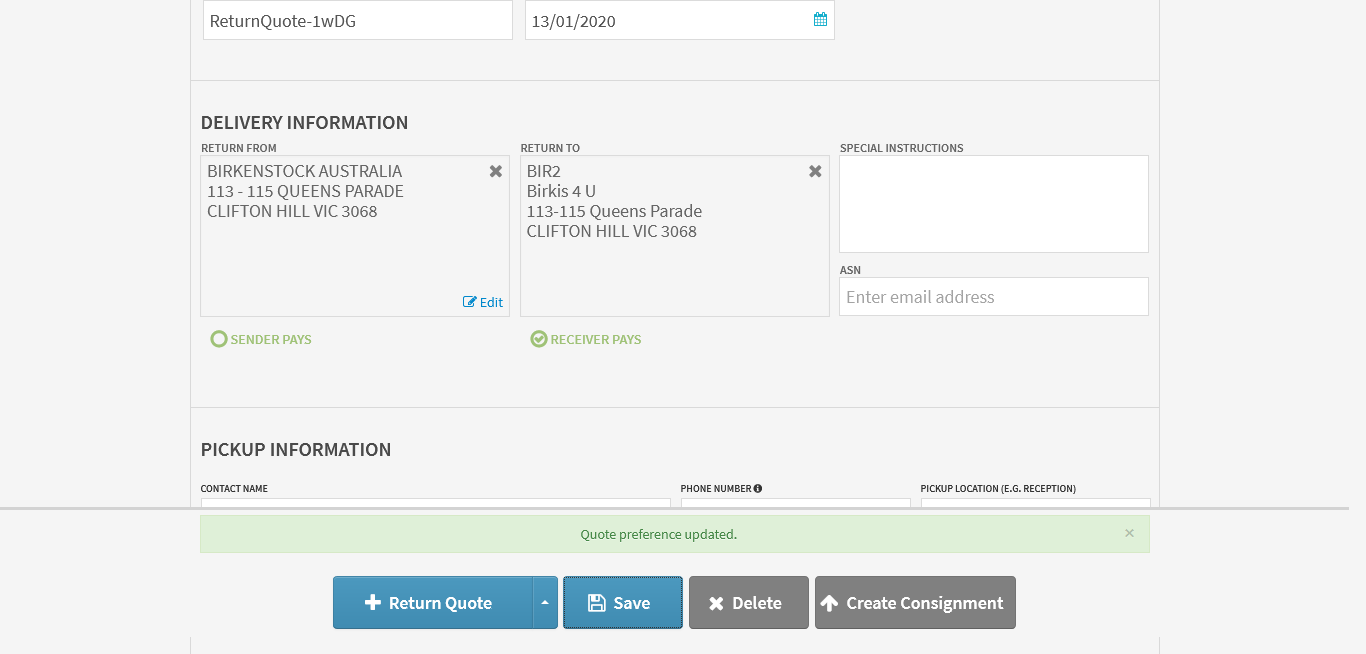 ReturnQuote-1wDG
13/01/2020
DELIVERY INFORMATION
RETURN FROM
BIRKENSTOCK AUSTRALIA
113 - 115 QUEENS PARADE
CLIFTON HILL VIC 3068
Edit
SENDER PAYS
RETURN TO
BIR2
Birkis 4 U
113-115 Queens Parade
CLIFTON HILL VIC 3068
RECEIVER PAYS
SPECIAL INSTRUCTIONS
ASN
Enter email address
PICKUP INFORMATION
CONTACT NAME
PHONE NUMBER
PICKUP LOCATION (E.G. RECEPTION)
Quote preference updated.
Return Quote
Save
Delete
Create Consignment